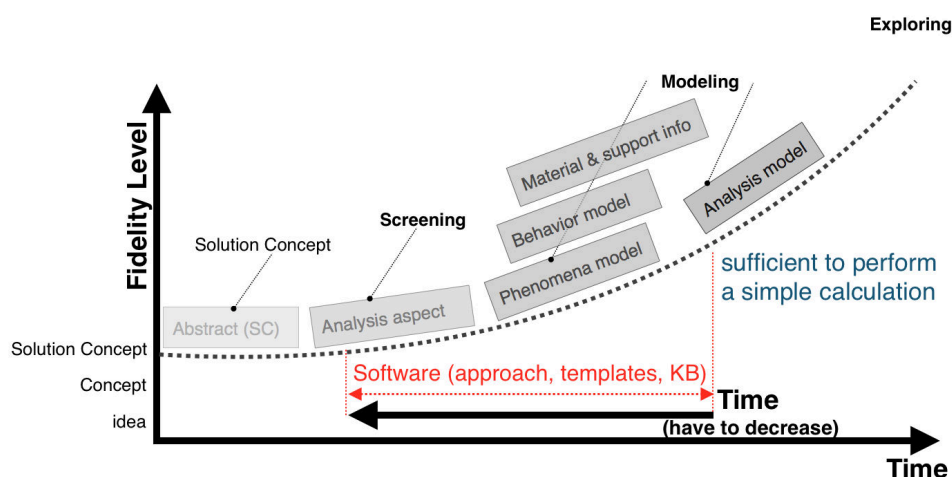 Exploring
Modeling
Fidelity Level
Material & support info
Analysis model
Behavior model
Screening
Solution Concept
Phenomena model
sufficient to perform
a simple calculation
Abstract (SC)
Analysis aspect
Solution Concept
Software (approach, templates, KB)
Concept
Time
idea
(have to decrease)
Time